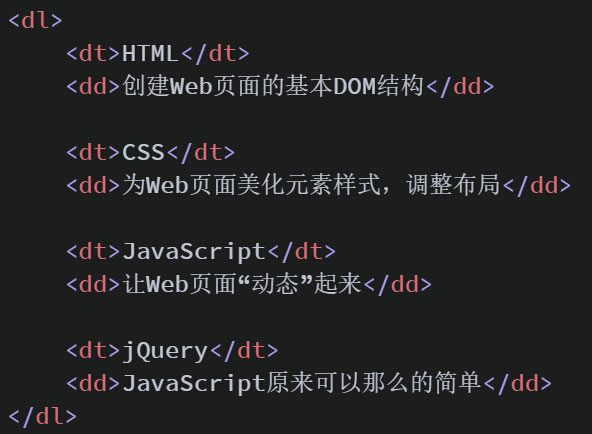 <dl>
    <dt>HTML</dt>
    <dd>创建Web页面的基本DOM结构</dd>
    <dt>CSS</dt>
    <dd>为Web页面美化元素样式，调整布局</dd>
    <dt>JavaScript</dt>
    <dd>让Web页面“动态”起来</dd>
    <dt>jQuery</dt>
    <dd>JavaScript原来可以那么的简单</dd>
</dl>